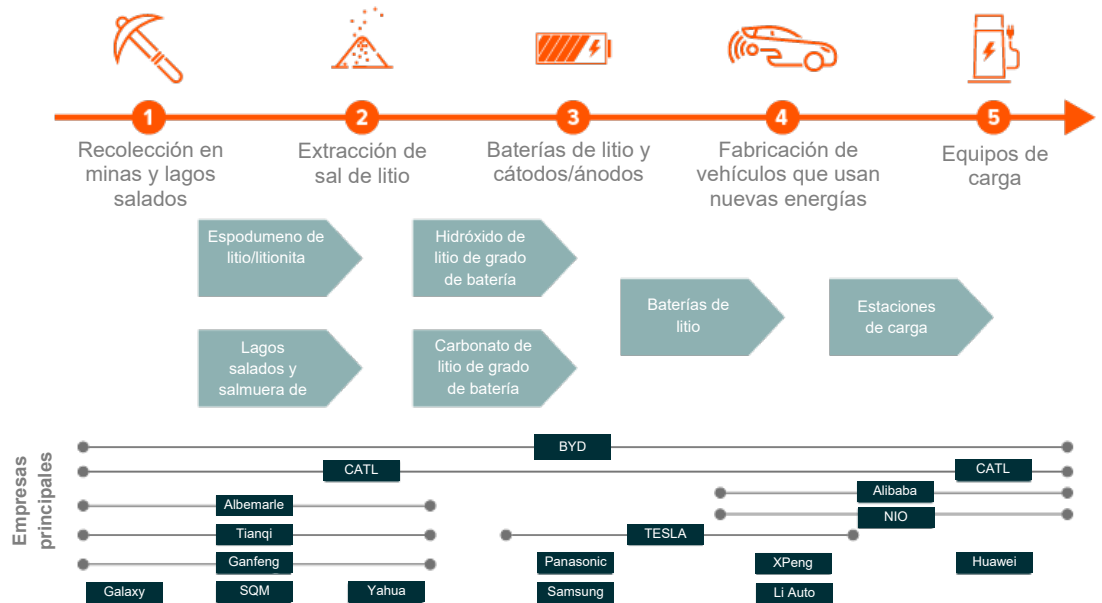 1
2
3
4
5
Recolección en
minas y lagos
salados
Extracción de
sal de litio
Baterías de litio y
cátodos/ánodos
Fabricación de
vehículos que usan
nuevas energías
Equipos de
carga
Espodumeno de
litio/litionita
Hidróxido de
litio de grado
de batería
Baterías de
litio
Estaciones
de carga
Lagos
salados y
salmuera de
Carbonato de
litio de grado
de batería
Empresas
principales
BYD
CATL
CATL
Alibaba
Albemarle
NIO
Tianqi
TESLA
Ganfeng
Panasonic
XPeng
Huawei
Galaxy
SQM
Yahua
Samsung
Li Auto